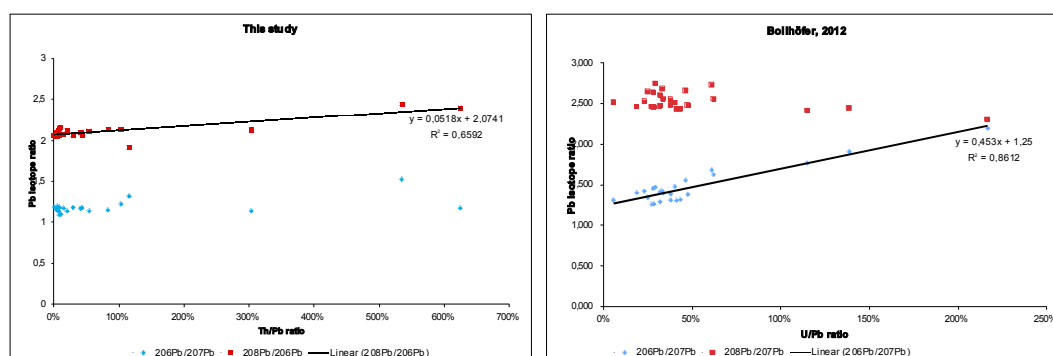 This study
Pb isotope ratio
3
2,5
2
1,5
1
0,5
0
y = 0,0518x + 2,0741
R² = 0,6592
0% 100% 200% 300% 400% 500% 600% 700%
Th/Pb ratio
206Pb/207Pb 208Pb/206Pb Linear (208Pb/206Pb)
Bollhöfer, 2012
Pb isotope ratio
3,000
2,500
2,000
1,500
1,000
0,500
0,000
y = 0,453x + 1,25
R² = 0,8612
0% 50% 100% 150% 200% 250%
U/Pb ratio
206Pb/207Pb 208Pb/207Pb Linear (206Pb/207Pb)